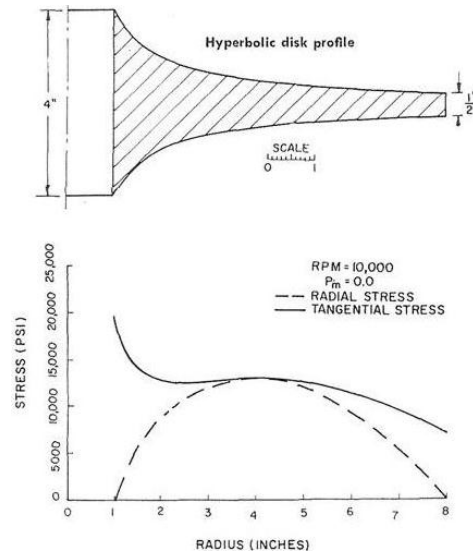 Hyperbolic disk profile
4"
1/2"
SCALE
0 1
RPM = 10,000
Pm = 0.0
RADIAL STRESS
TANGENTIAL STRESS
STRESS (PSI)
25,000
20,000
15,000
10,000
5000
0
0 1 2 3 4 5 6 7 8
RADIUS (INCHES)